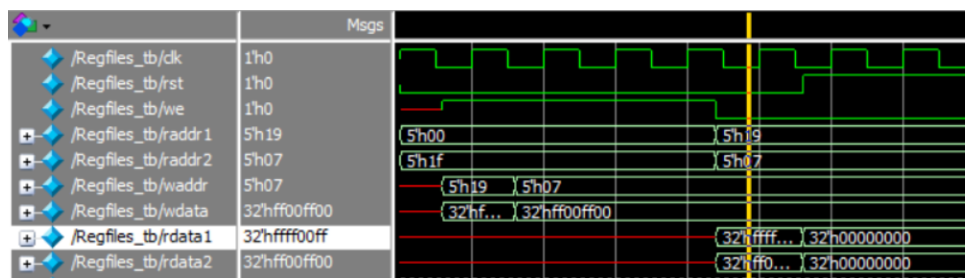 Msgs
/Regfiles_tb/clk 1'h0
/Regfiles_tb/rst 1'h0
/Regfiles_tb/we 1'h0
/Regfiles_tb/raddr1 5'h19 5'h00 5'h19
/Regfiles_tb/raddr2 5'h07 5'h1f 5'h07
/Regfiles_tb/waddr 5'h07 5'h19 5'h07
/Regfiles_tb/wdata 32'hff00ff00 32'hf... 32'hff00ff00
/Regfiles_tb/rdata1 32'hffff00ff 32'hffff... 32'h00000000
/Regfiles_tb/rdata2 32'hff00ff00 32'hff0... 32'h00000000